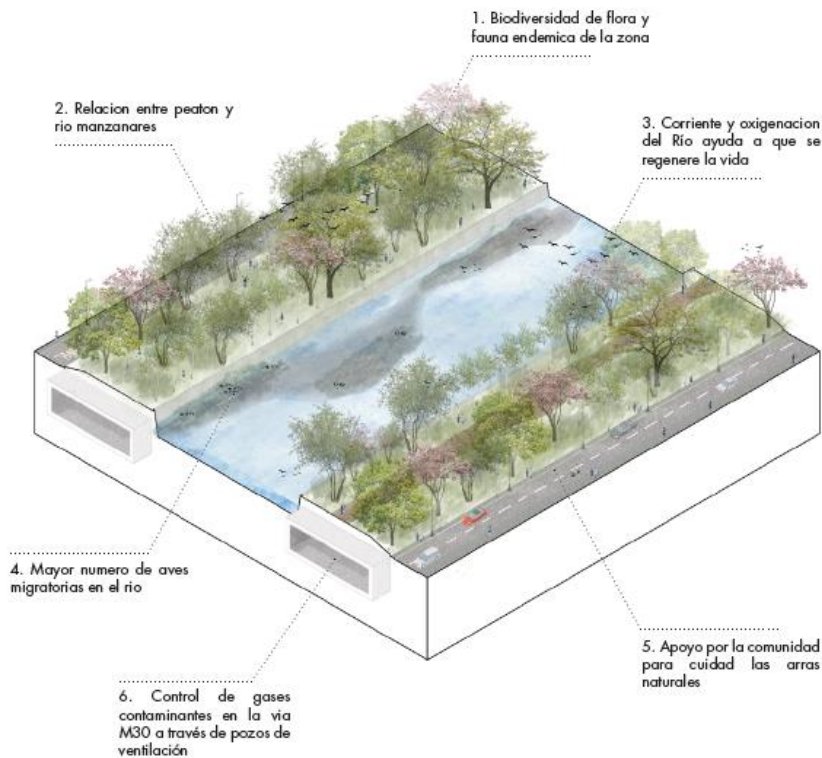 1. Biodiversidad de flora y
fauna endemica de la zona
2. Relacion entre peaton y
rio manzanares
3. Corriente y oxigenacion
del Río ayuda a que se
regenere la vida
4. Mayor numero de aves
migratorias en el rio
5. Apoyo por la comunidad
para cuidad las arras
naturales
6. Control de gases
contaminantes en la via
M30 a través de pozos de
ventilación